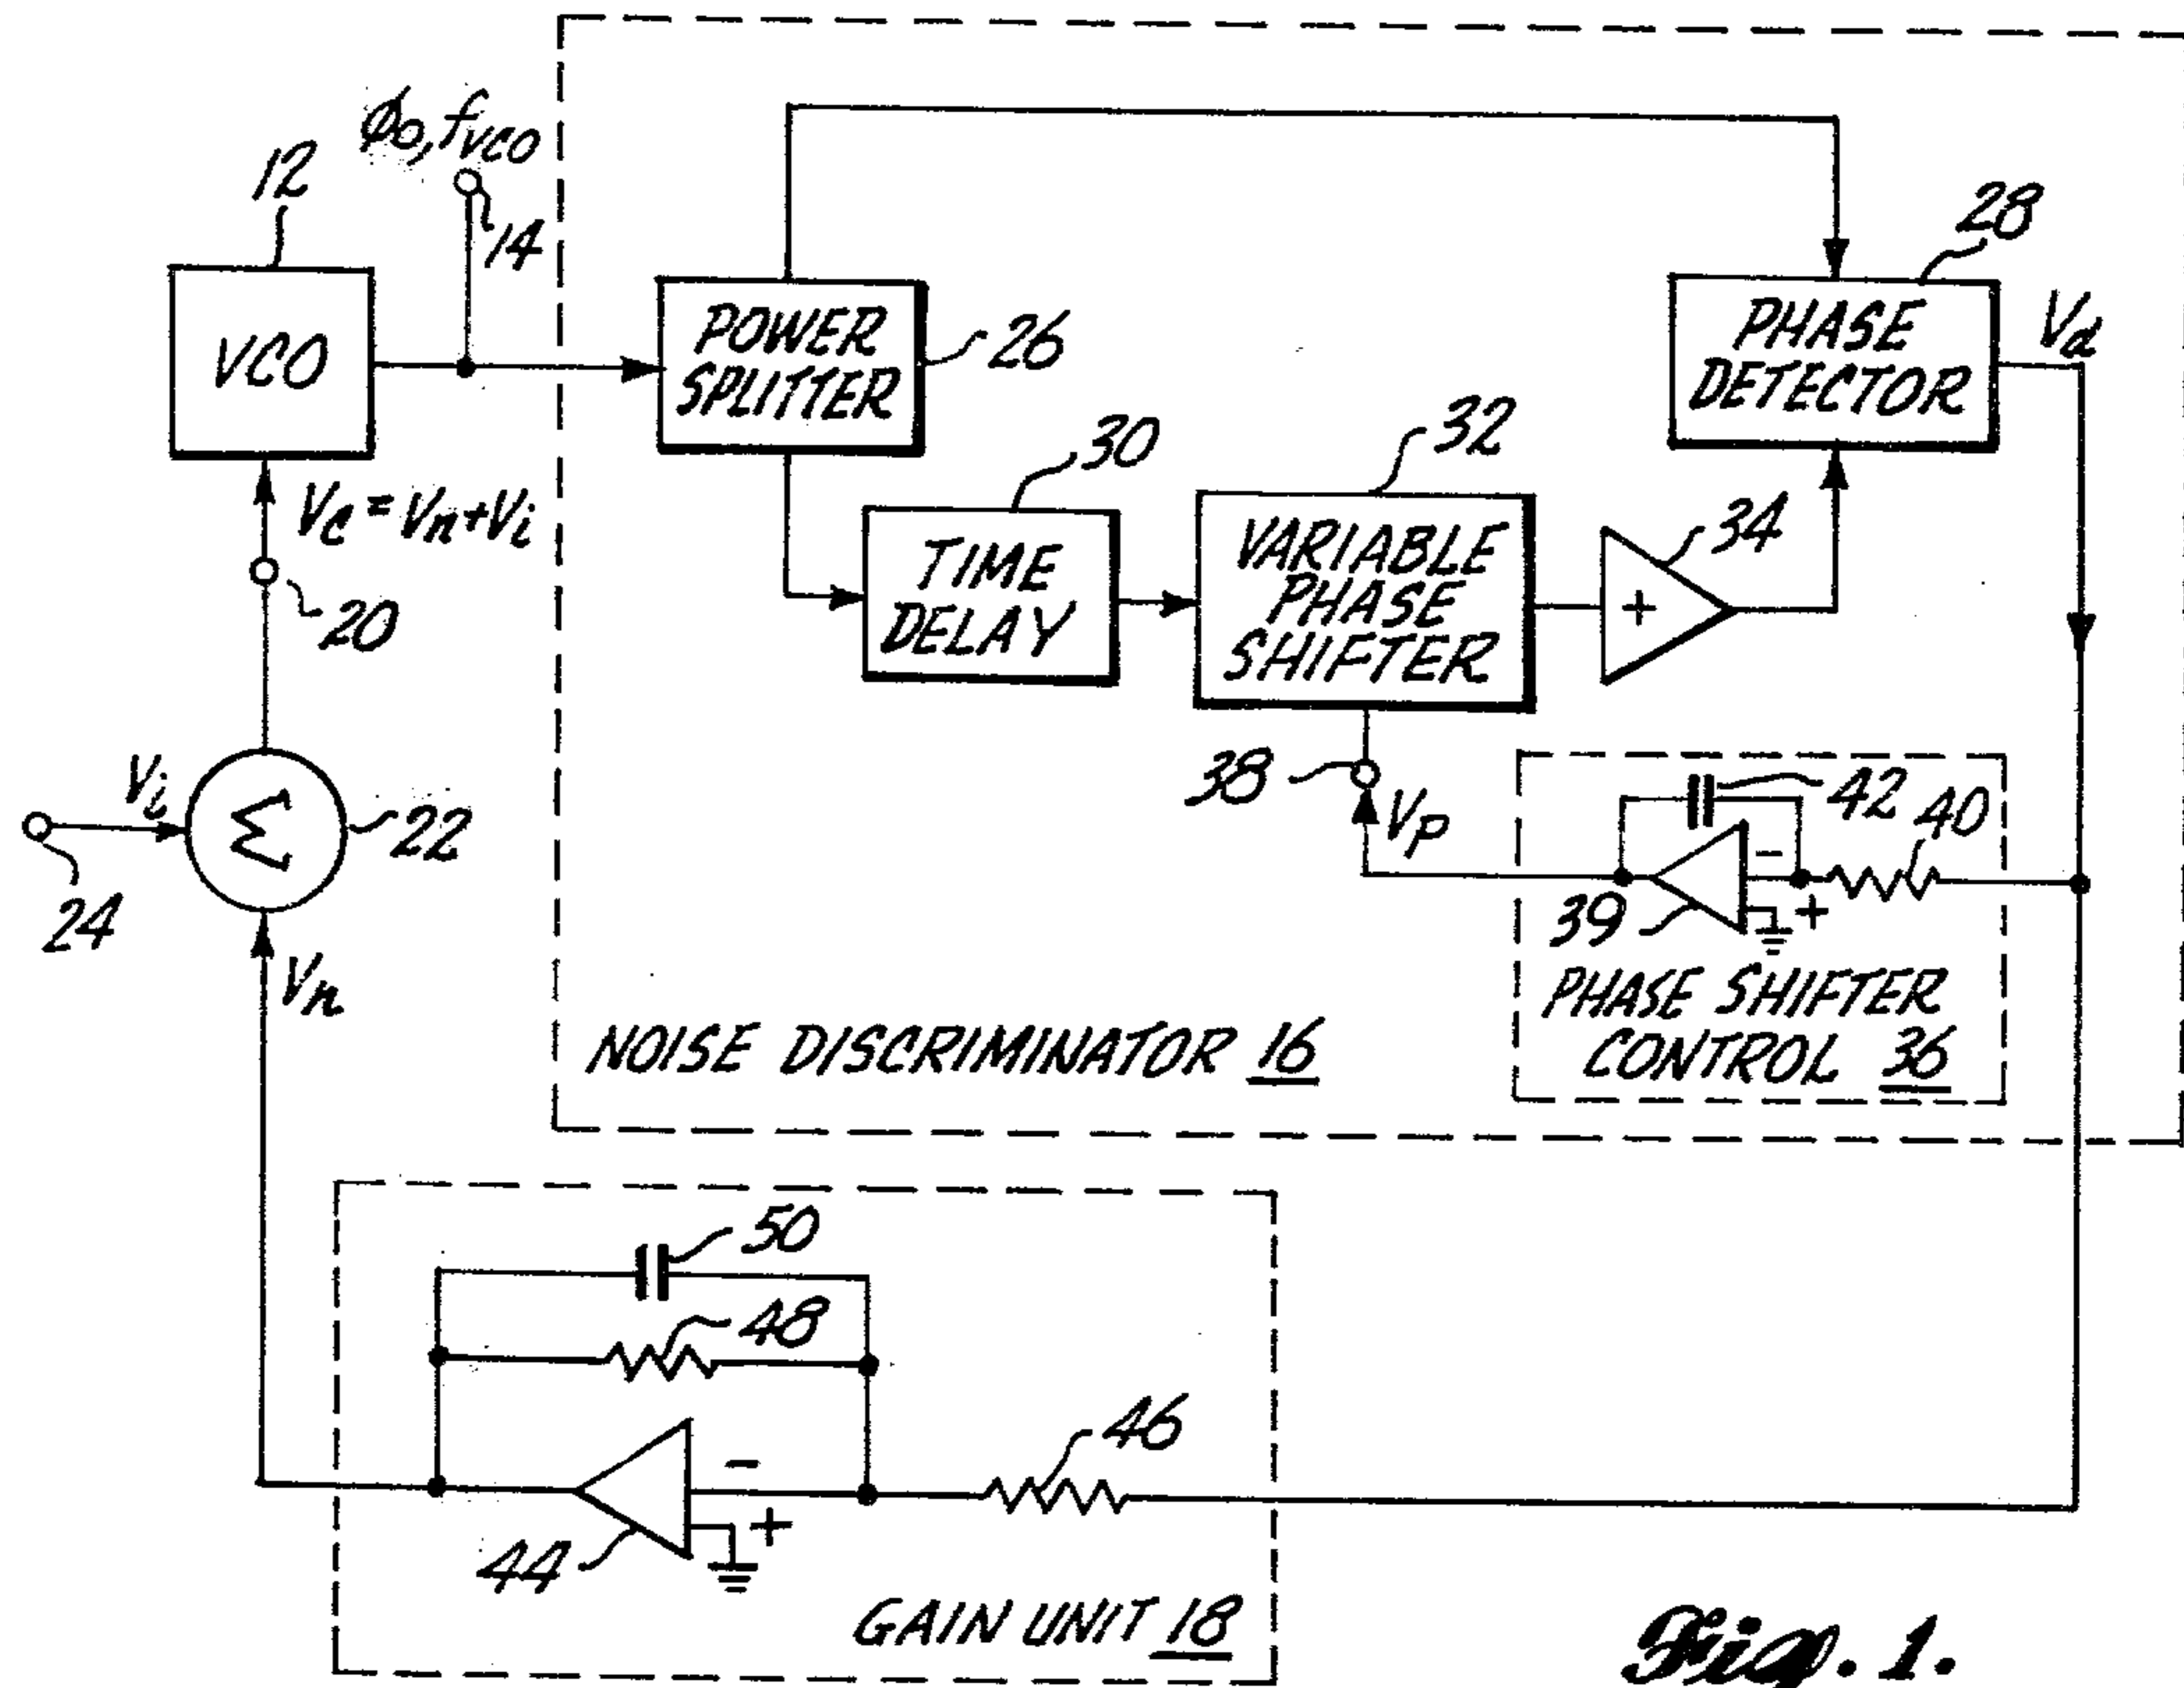 φo, fvco
12
14
28
VCO
POWER
SPLITTER
26
PHASE
DETECTOR
Vd
30
32
34
Vc = Vn + Vi
20
TIME
DELAY
VARIABLE
PHASE
SHIFTER
+
Vi
Σ
22
24
38
Vp
42
40
−
+
39
Vn
PHASE SHIFTER
CONTROL 36
NOISE DISCRIMINATOR 16
50
48
46
−
+
44
GAIN UNIT 18
Fig. 1.